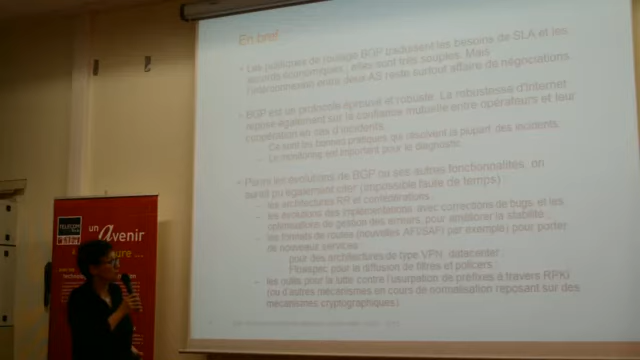 En bref
• Les politiques de routage BGP traduisent les besoins de SLA et les
accords économiques, elles sont très souples. Mais
l'interconnexion entre deux AS reste surtout affaire de négociations
• BGP est un protocole éprouvé et robuste. La robustesse d'Internet
repose également sur la confiance mutuelle entre opérateurs et leur
coopération en cas d'incidents.
– Ce sont les bonnes pratiques qui résolvent la plupart des incidents
– Le monitoring est important pour le diagnostic
• Parmi les évolutions de BGP ou ses autres fonctionnalités, on
aurait pu également citer (impossible faute de temps)
– les architectures RR et confédérations
– les évolutions des implémentations avec corrections de bugs, et les
optimisations de gestion des erreurs, pour améliorer la stabilité
– les formats de routes (nouvelles AFI/SAFI par exemple) pour porter
de nouveaux services
pour des architectures de type VPN, datacenter
Flowspec pour la diffusion de filtres et policers
– les outils pour la lutte contre l'usurpation de préfixes à travers RPKI
(ou d'autres mécanismes en cours de normalisation reposant sur des
mécanismes cryptographiques)
TELECOM
un
avenir